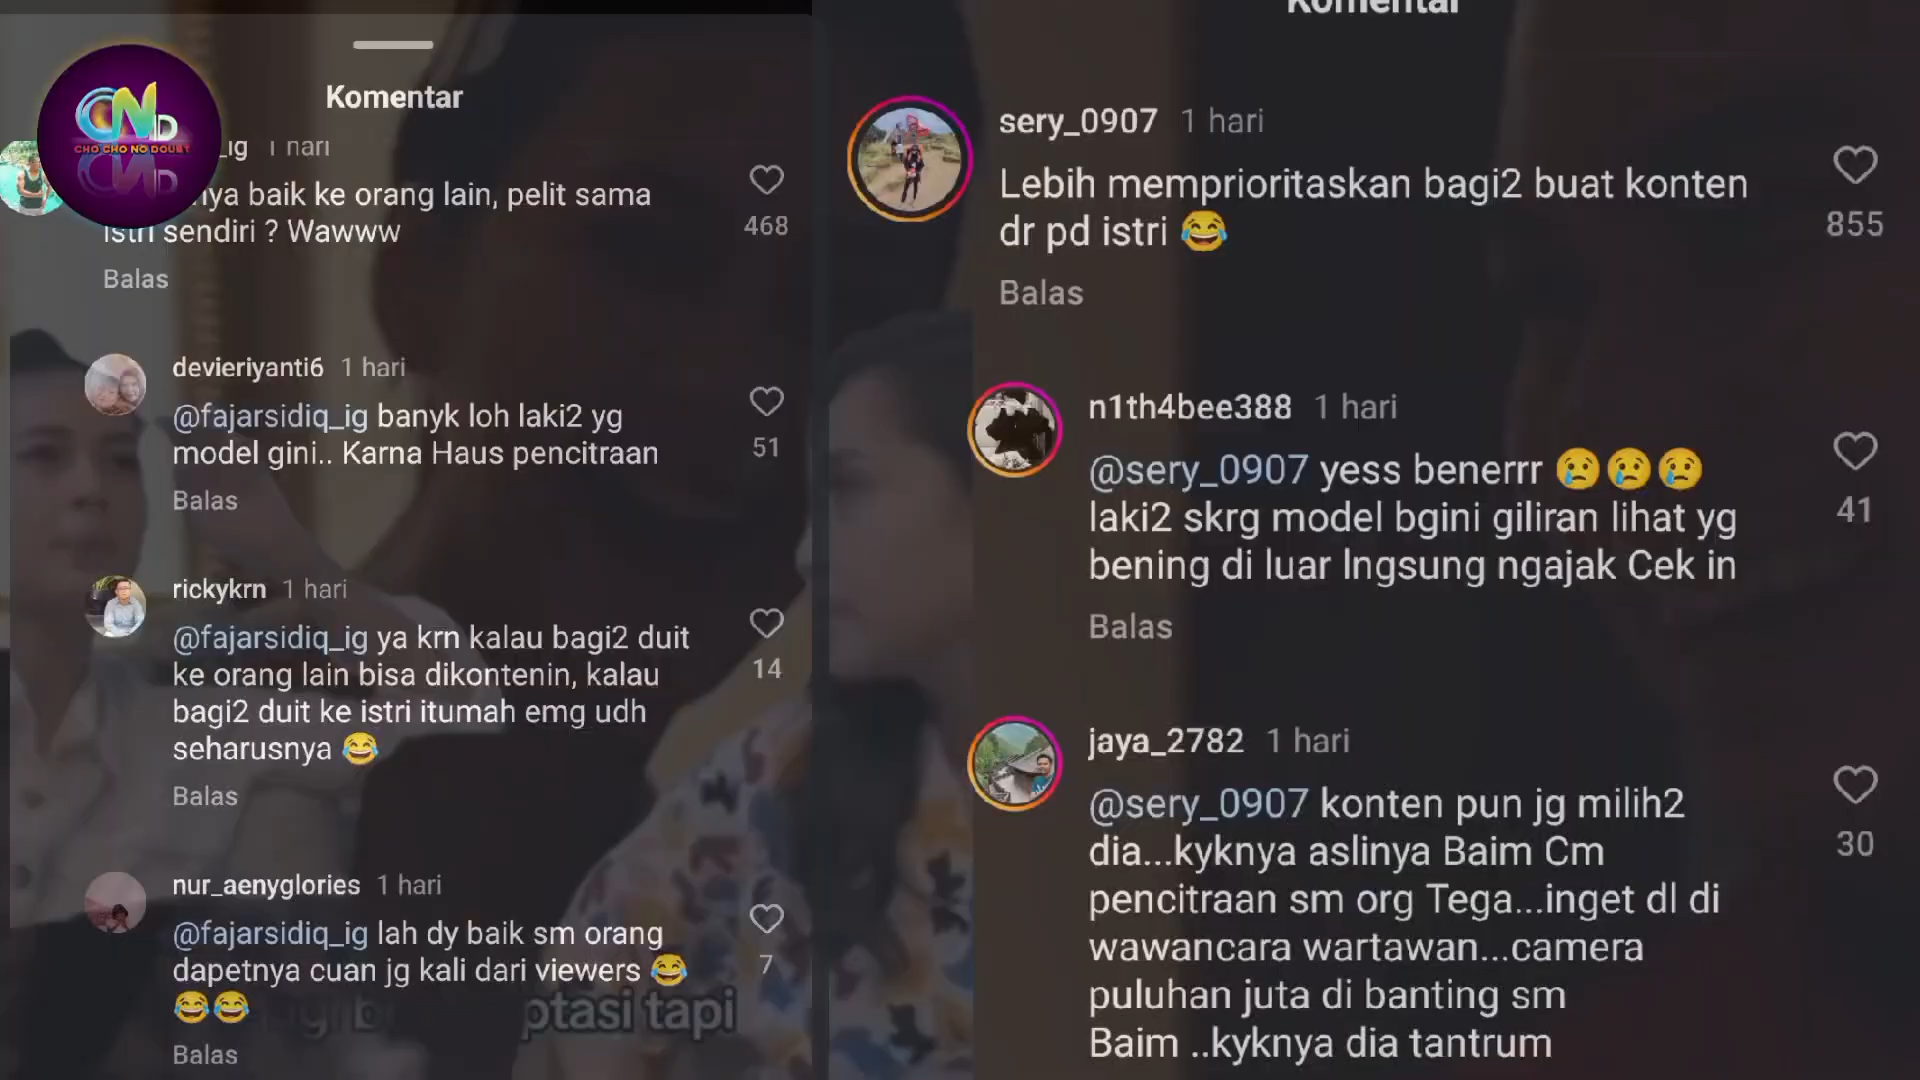 Komentar
CND
CHO CHO NO DOUBT
_ig 1 hari
nya baik ke orang lain, pelit sama
istri sendiri ? Wawww
468
Balas
devieriyanti6 1 hari
@fajarsidiq_ig banyk loh laki2 yg
model gini.. Karna Haus pencitraan
51
Balas
rickykrn 1 hari
@fajarsidiq_ig ya krn kalau bagi2 duit
ke orang lain bisa dikontenin, kalau
bagi2 duit ke istri itumah emg udh
seharusnya 😂
14
Balas
nur_aenyglories 1 hari
@fajarsidiq_ig lah dy baik sm orang
dapetnya cuan jg kali dari viewers 😂
😂😂
7
ptasi tapi
Balas
Komentar
sery_0907 1 hari
Lebih memprioritaskan bagi2 buat konten
dr pd istri 😂
855
Balas
n1th4bee388 1 hari
@sery_0907 yess benerrr 😢😢😢
laki2 skrg model bgini giliran lihat yg
bening di luar lngsung ngajak Cek in
41
Balas
jaya_2782 1 hari
@sery_0907 konten pun jg milih2
dia...kyknya aslinya Baim Cm
pencitraan sm org Tega...inget dl di
wawancara wartawan...camera
puluhan juta di banting sm
Baim ..kyknya dia tantrum
30